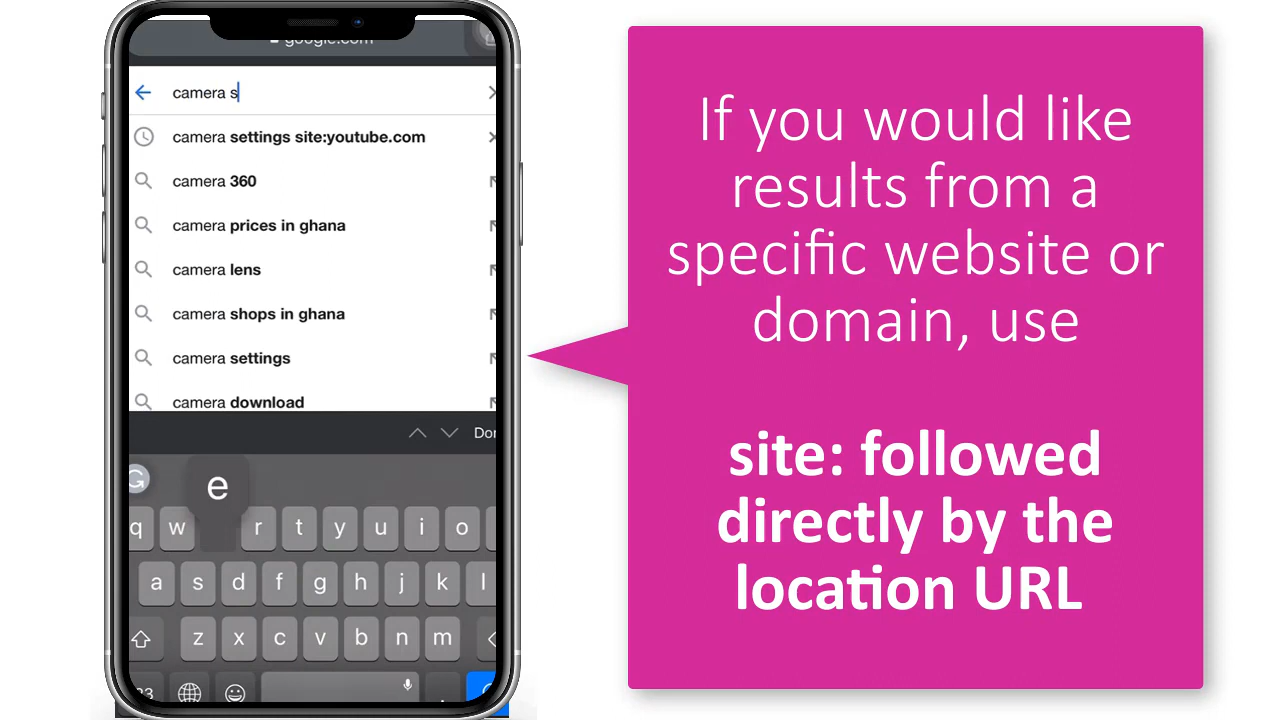 google.com
camera s
camera settings site:youtube.com
camera 360
camera prices in ghana
camera lens
camera shops in ghana
camera settings
camera download
e
q w r t y u i o
a s d f g h j k l
z x c v b n m
If you would like
results from a
specific website or
domain, use
site: followed
directly by the
location URL